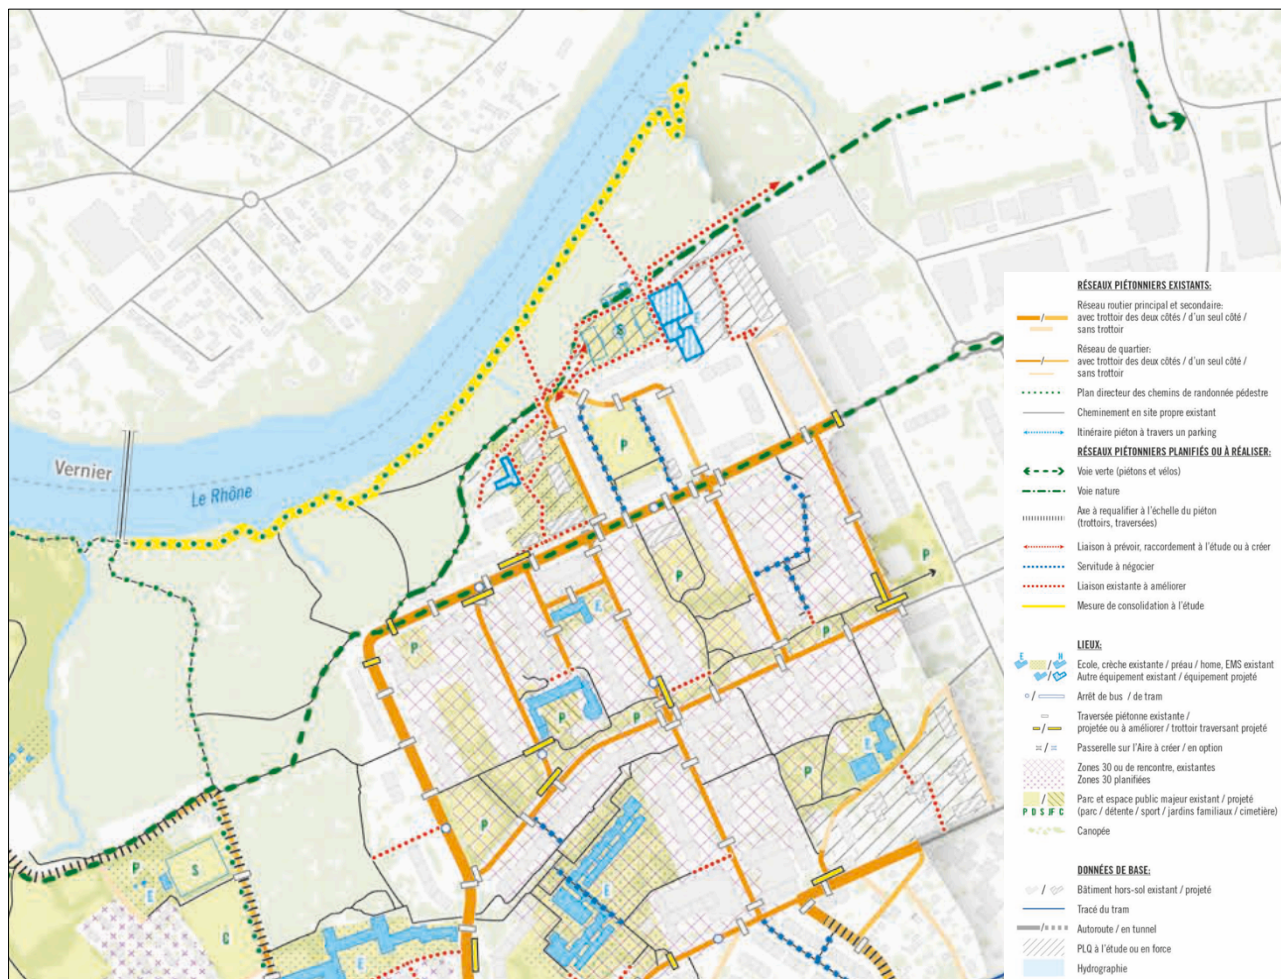 Vernier
Le Rhône
S
E
P
P
P
P
P
E
P
P
E
P
E
P
E
P
S
E
C
E
RÉSEAUX PIÉTONNIERS EXISTANTS:
Réseau routier principal et secondaire:
avec trottoir des deux côtés / d'un seul côté /
sans trottoir
Réseau de quartier:
avec trottoir des deux côtés / d'un seul côté /
sans trottoir
Plan directeur des chemins de randonnée pédestre
Cheminement en site propre existant
Itinéraire piéton à travers un parking
RÉSEAUX PIÉTONNIERS PLANIFIÉS OU À RÉALISER:
Voie verte (piétons et vélos)
Voie nature
Axe à requalifier à l'échelle du piéton
(trottoirs, traversées)
Liaison à prévoir, raccordement à l'étude ou à créer
Servitude à négocier
Liaison existante à améliorer
Mesure de consolidation à l'étude
LIEUX:
E H
Ecole, crèche existante / préau / home, EMS existant
Autre équipement existant / équipement projeté
Arrêt de bus / de tram
Traversée piétonne existante /
projetée ou à améliorer / trottoir traversant projeté
Passerelle sur l'Aire à créer / en option
Zones 30 ou de rencontre, existantes
Zones 30 planifiées
Parc et espace public majeur existant / projeté
P D S JF C (parc / détente / sport / jardins familiaux / cimetière)
Canopée
DONNÉES DE BASE:
Bâtiment hors-sol existant / projeté
Tracé du tram
Autoroute / en tunnel
PLQ à l'étude ou en force
Hydrographie